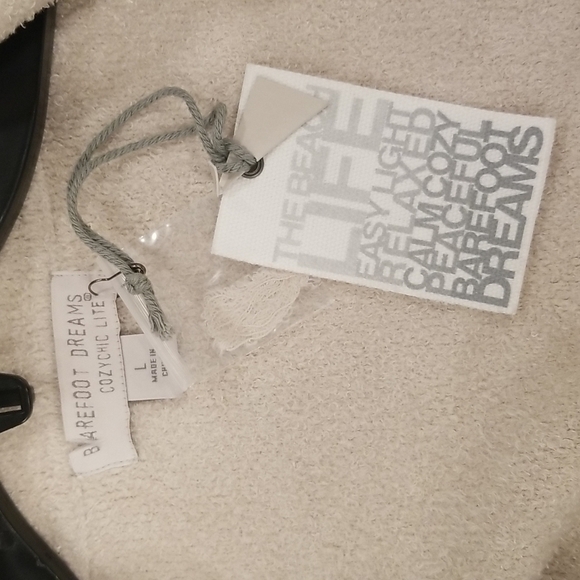 THE BEACH
LIFE
EASY LIGHT
RELAXED
CALM COZY
PEACEFUL
BAREFOOT
DREAMS
BAREFOOT DREAMS®
COZYCHIC LITE
L
MADE IN